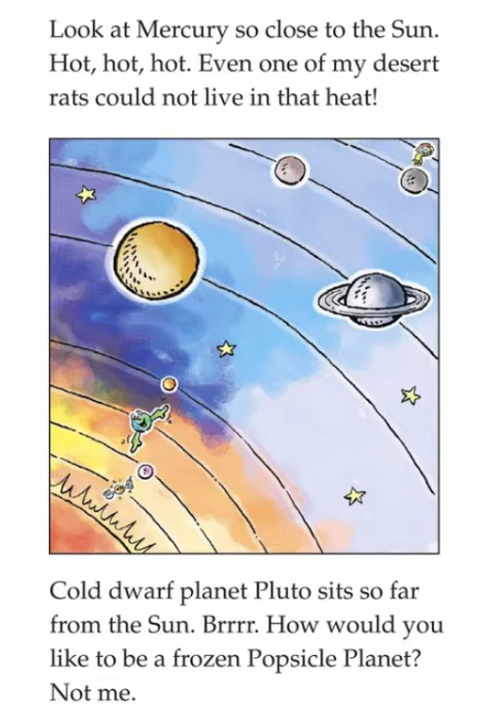 Look at Mercury so close to the Sun.
Hot, hot, hot. Even one of my desert
rats could not live in that heat!
Cold dwarf planet Pluto sits so far
from the Sun. Brrrr. How would you
like to be a frozen Popsicle Planet?
Not me.